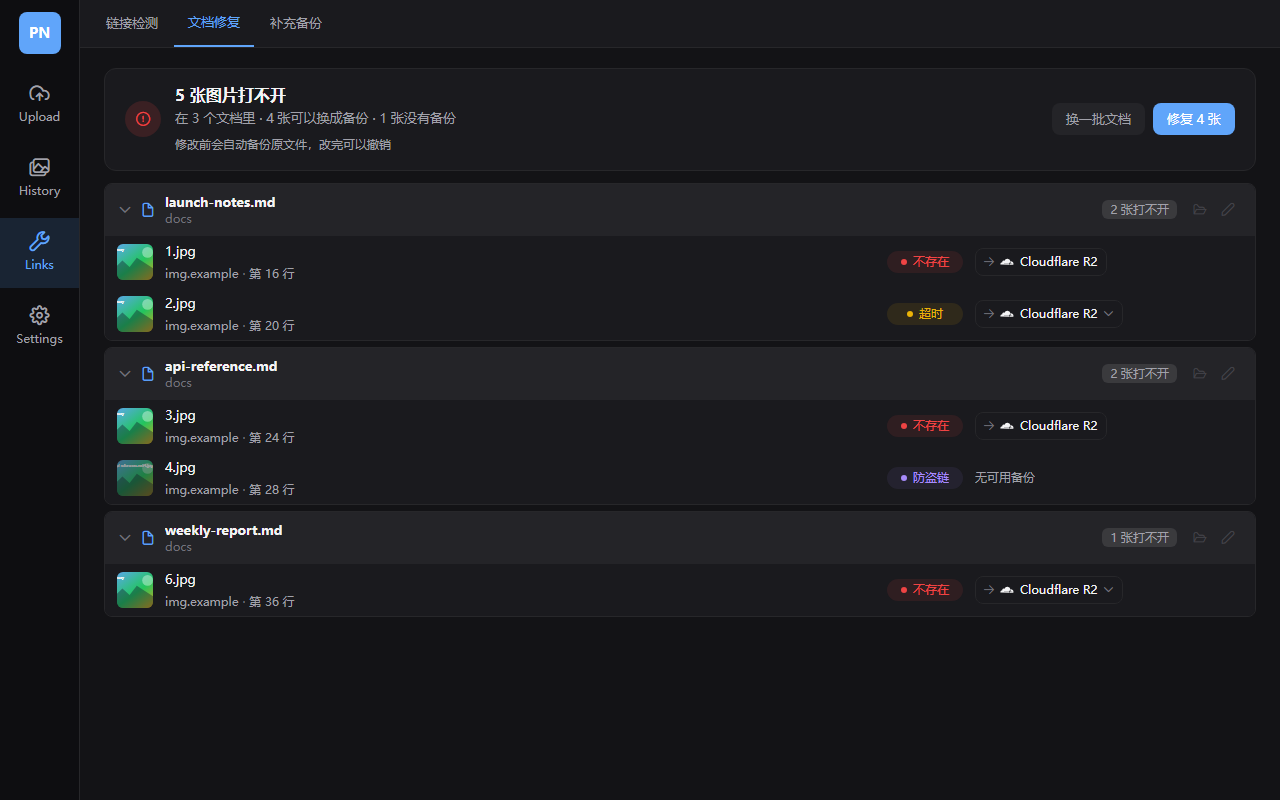 PN
Upload
History
Links
Settings
链接检测
文档修复
补充备份
5 张图片打不开
在 3 个文档里 · 4 张可以换成备份 · 1 张没有备份
修改前会自动备份原文件，改完可以撤销
换一批文档
修复 4 张
launch-notes.md
docs
2 张打不开
1.jpg
img.example · 第 16 行
不存在
→ Cloudflare R2
2.jpg
img.example · 第 20 行
超时
→ Cloudflare R2
api-reference.md
docs
2 张打不开
3.jpg
img.example · 第 24 行
不存在
→ Cloudflare R2
4.jpg
img.example · 第 28 行
防盗链
无可用备份
weekly-report.md
docs
1 张打不开
6.jpg
img.example · 第 36 行
不存在
→ Cloudflare R2